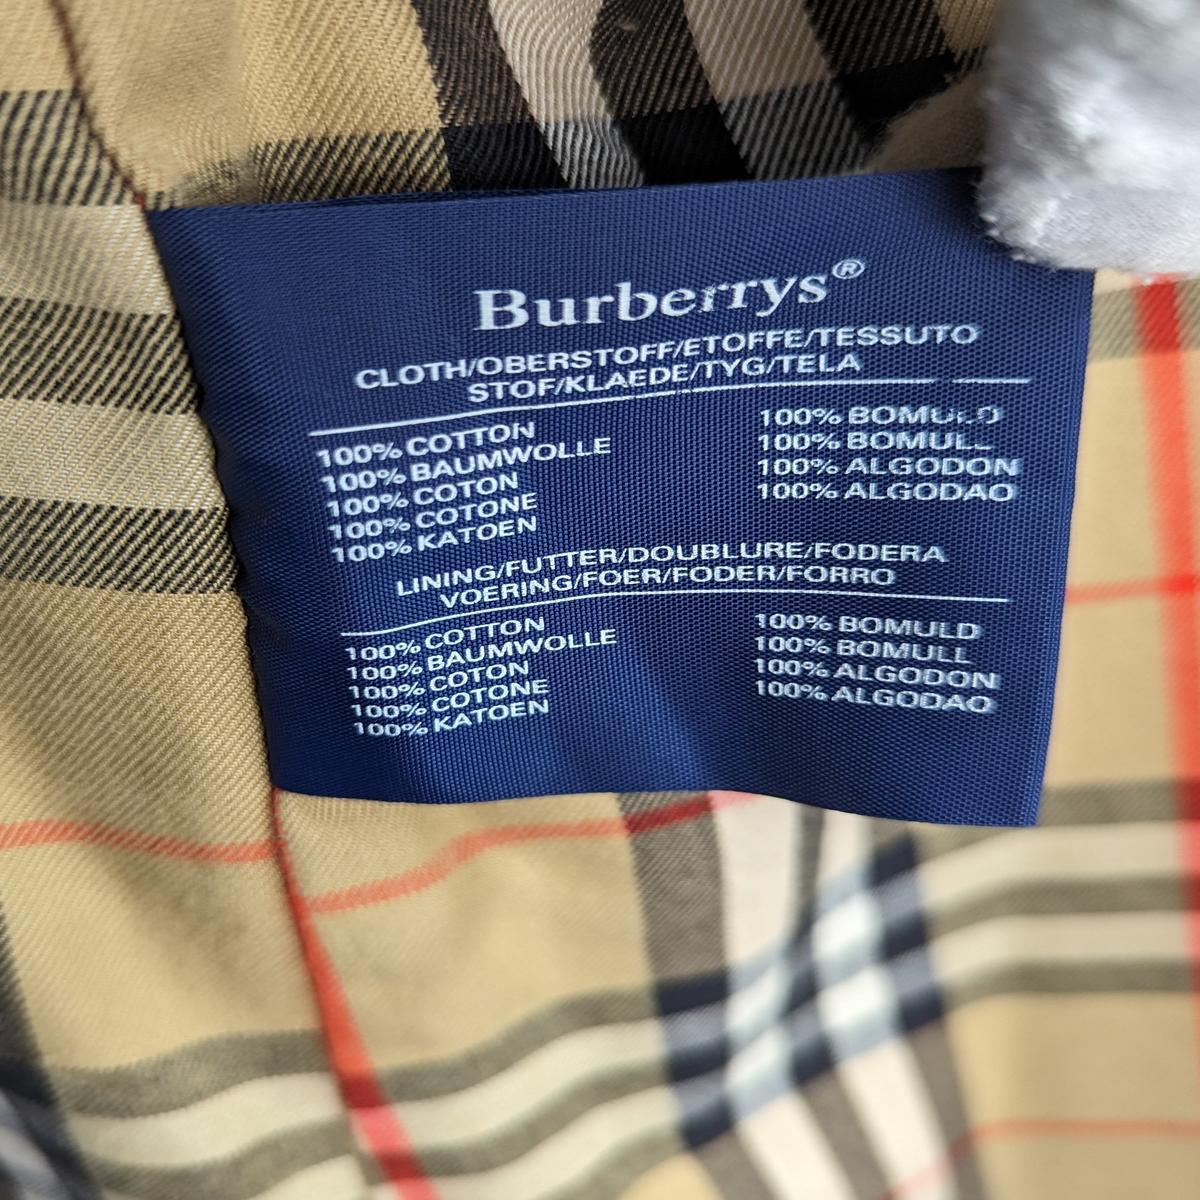 Burberrys®
CLOTH/OBERSTOFF/ETOFFE/TESSUTO
STOF/KLAEDE/TYG/TELA
100% COTTON
100% BAUMWOLLE
100% COTON
100% COTONE
100% KATOEN
100% BOMULD
100% BOMULL
100% ALGODON
100% ALGODAO
LINING/FUTTER/DOUBLURE/FODERA
VOERING/FOER/FODER/FORRO
100% COTTON
100% BAUMWOLLE
100% COTON
100% COTONE
100% KATOEN
100% BOMULD
100% BOMULL
100% ALGODON
100% ALGODAO